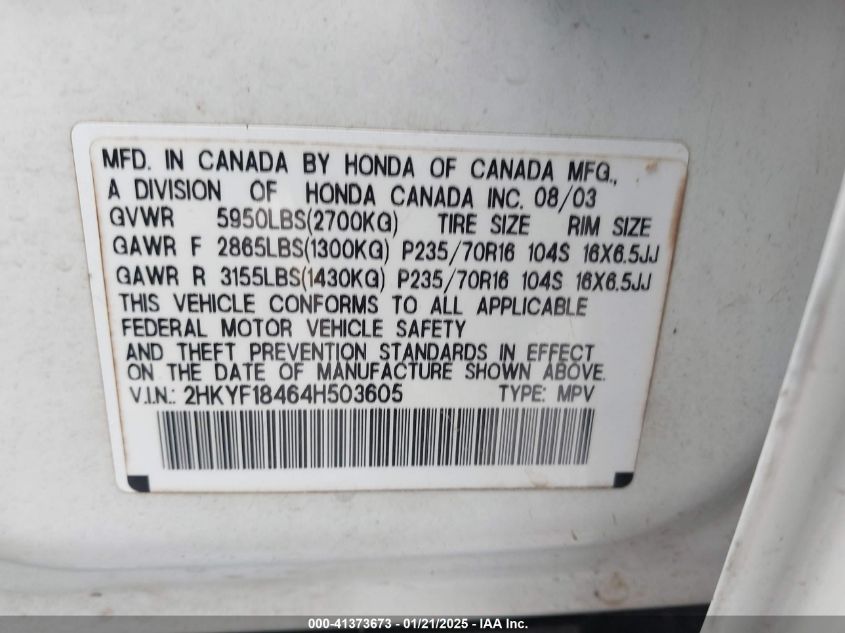 MFD. IN CANADA BY HONDA OF CANADA MFG.,
A DIVISION OF HONDA CANADA INC. 08/03
GVWR 5950LBS(2700KG) TIRE SIZE RIM SIZE
GAWR F 2865LBS(1300KG) P235/70R16 104S 16X6.5JJ
GAWR R 3155LBS(1430KG) P235/70R16 104S 16X6.5JJ
THIS VEHICLE CONFORMS TO ALL APPLICABLE
FEDERAL MOTOR VEHICLE SAFETY
AND THEFT PREVENTION STANDARDS IN EFFECT
ON THE DATE OF MANUFACTURE SHOWN ABOVE.
V.I.N.: 2HKYF18464H503605 TYPE: MPV
000-41373673 - 01/21/2025 - IAA Inc.